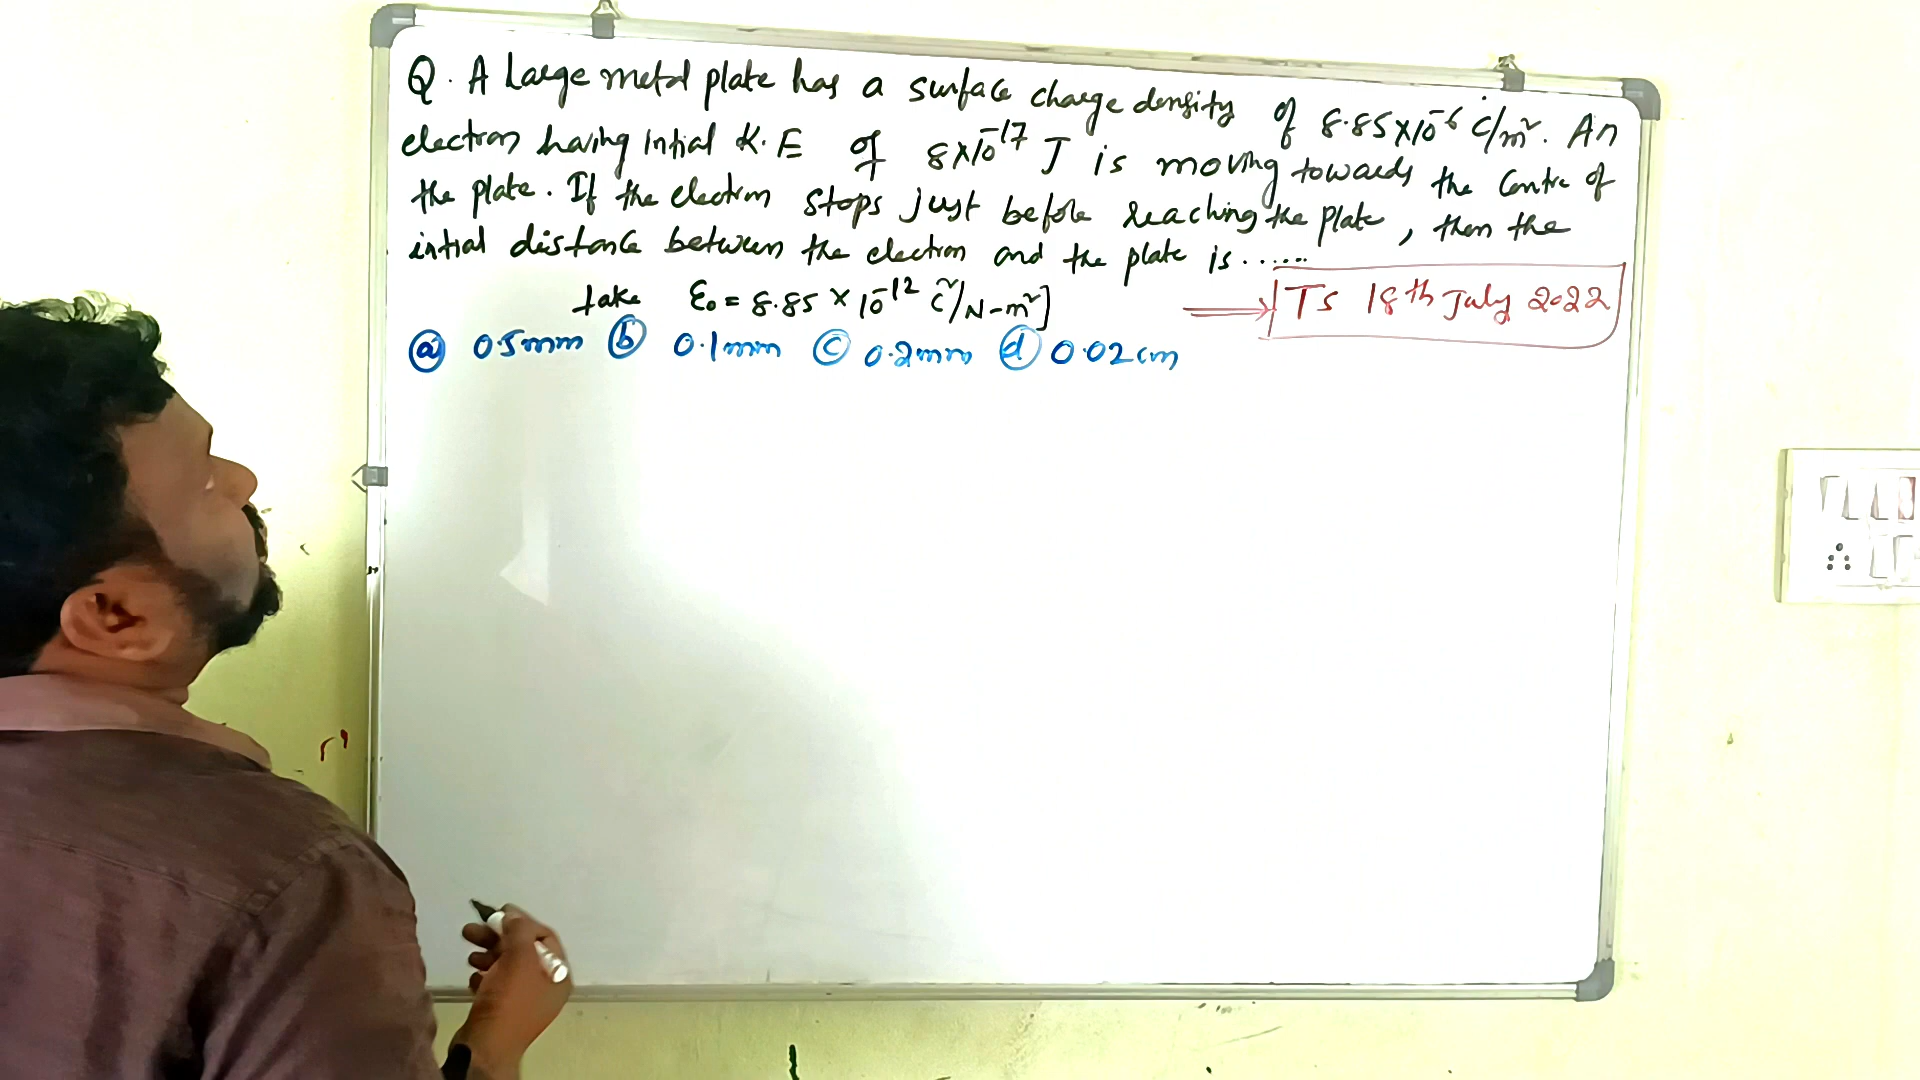 Q. A Large metal plate has a surface charge density of 8.85×10⁻⁶ C/m². An
electron having intial K.E of 8×10⁻¹⁷ J is moving towards the Centre of
the plate. If the electron stops just before reaching the plate, then the
intial distance between the electron and the plate is ......
take ε₀ = 8.85 × 10⁻¹² C²/N-m²]
→ TS 18th July 2022
ⓐ 0.5mm ⓑ 0.1mm ⓒ 0.2mm ⓓ 0.02cm